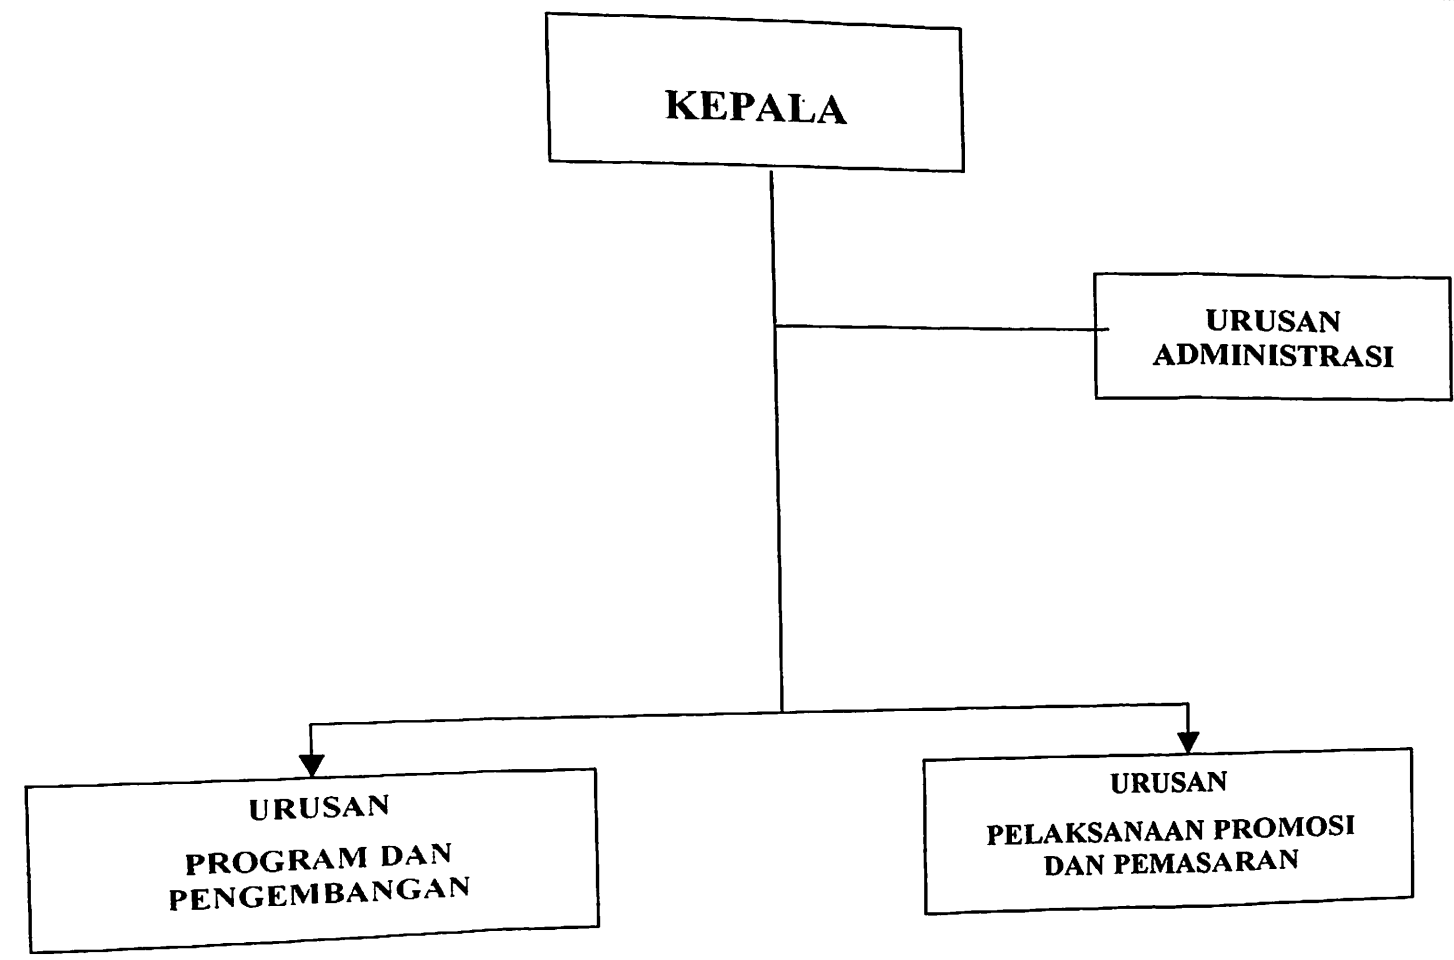 KEPALA
URUSAN
ADMINISTRASI
URUSAN
PROGRAM DAN
PENGEMBANGAN
URUSAN
PELAKSANAAN PROMOSI
DAN PEMASARAN